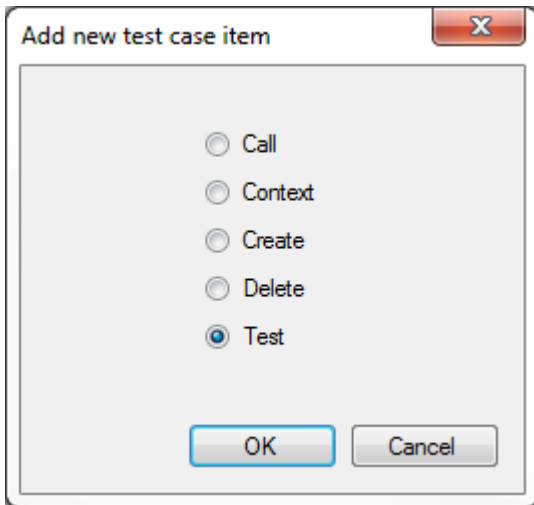 Add new test case item
Call
Context
Create
Delete
Test
OK Cancel